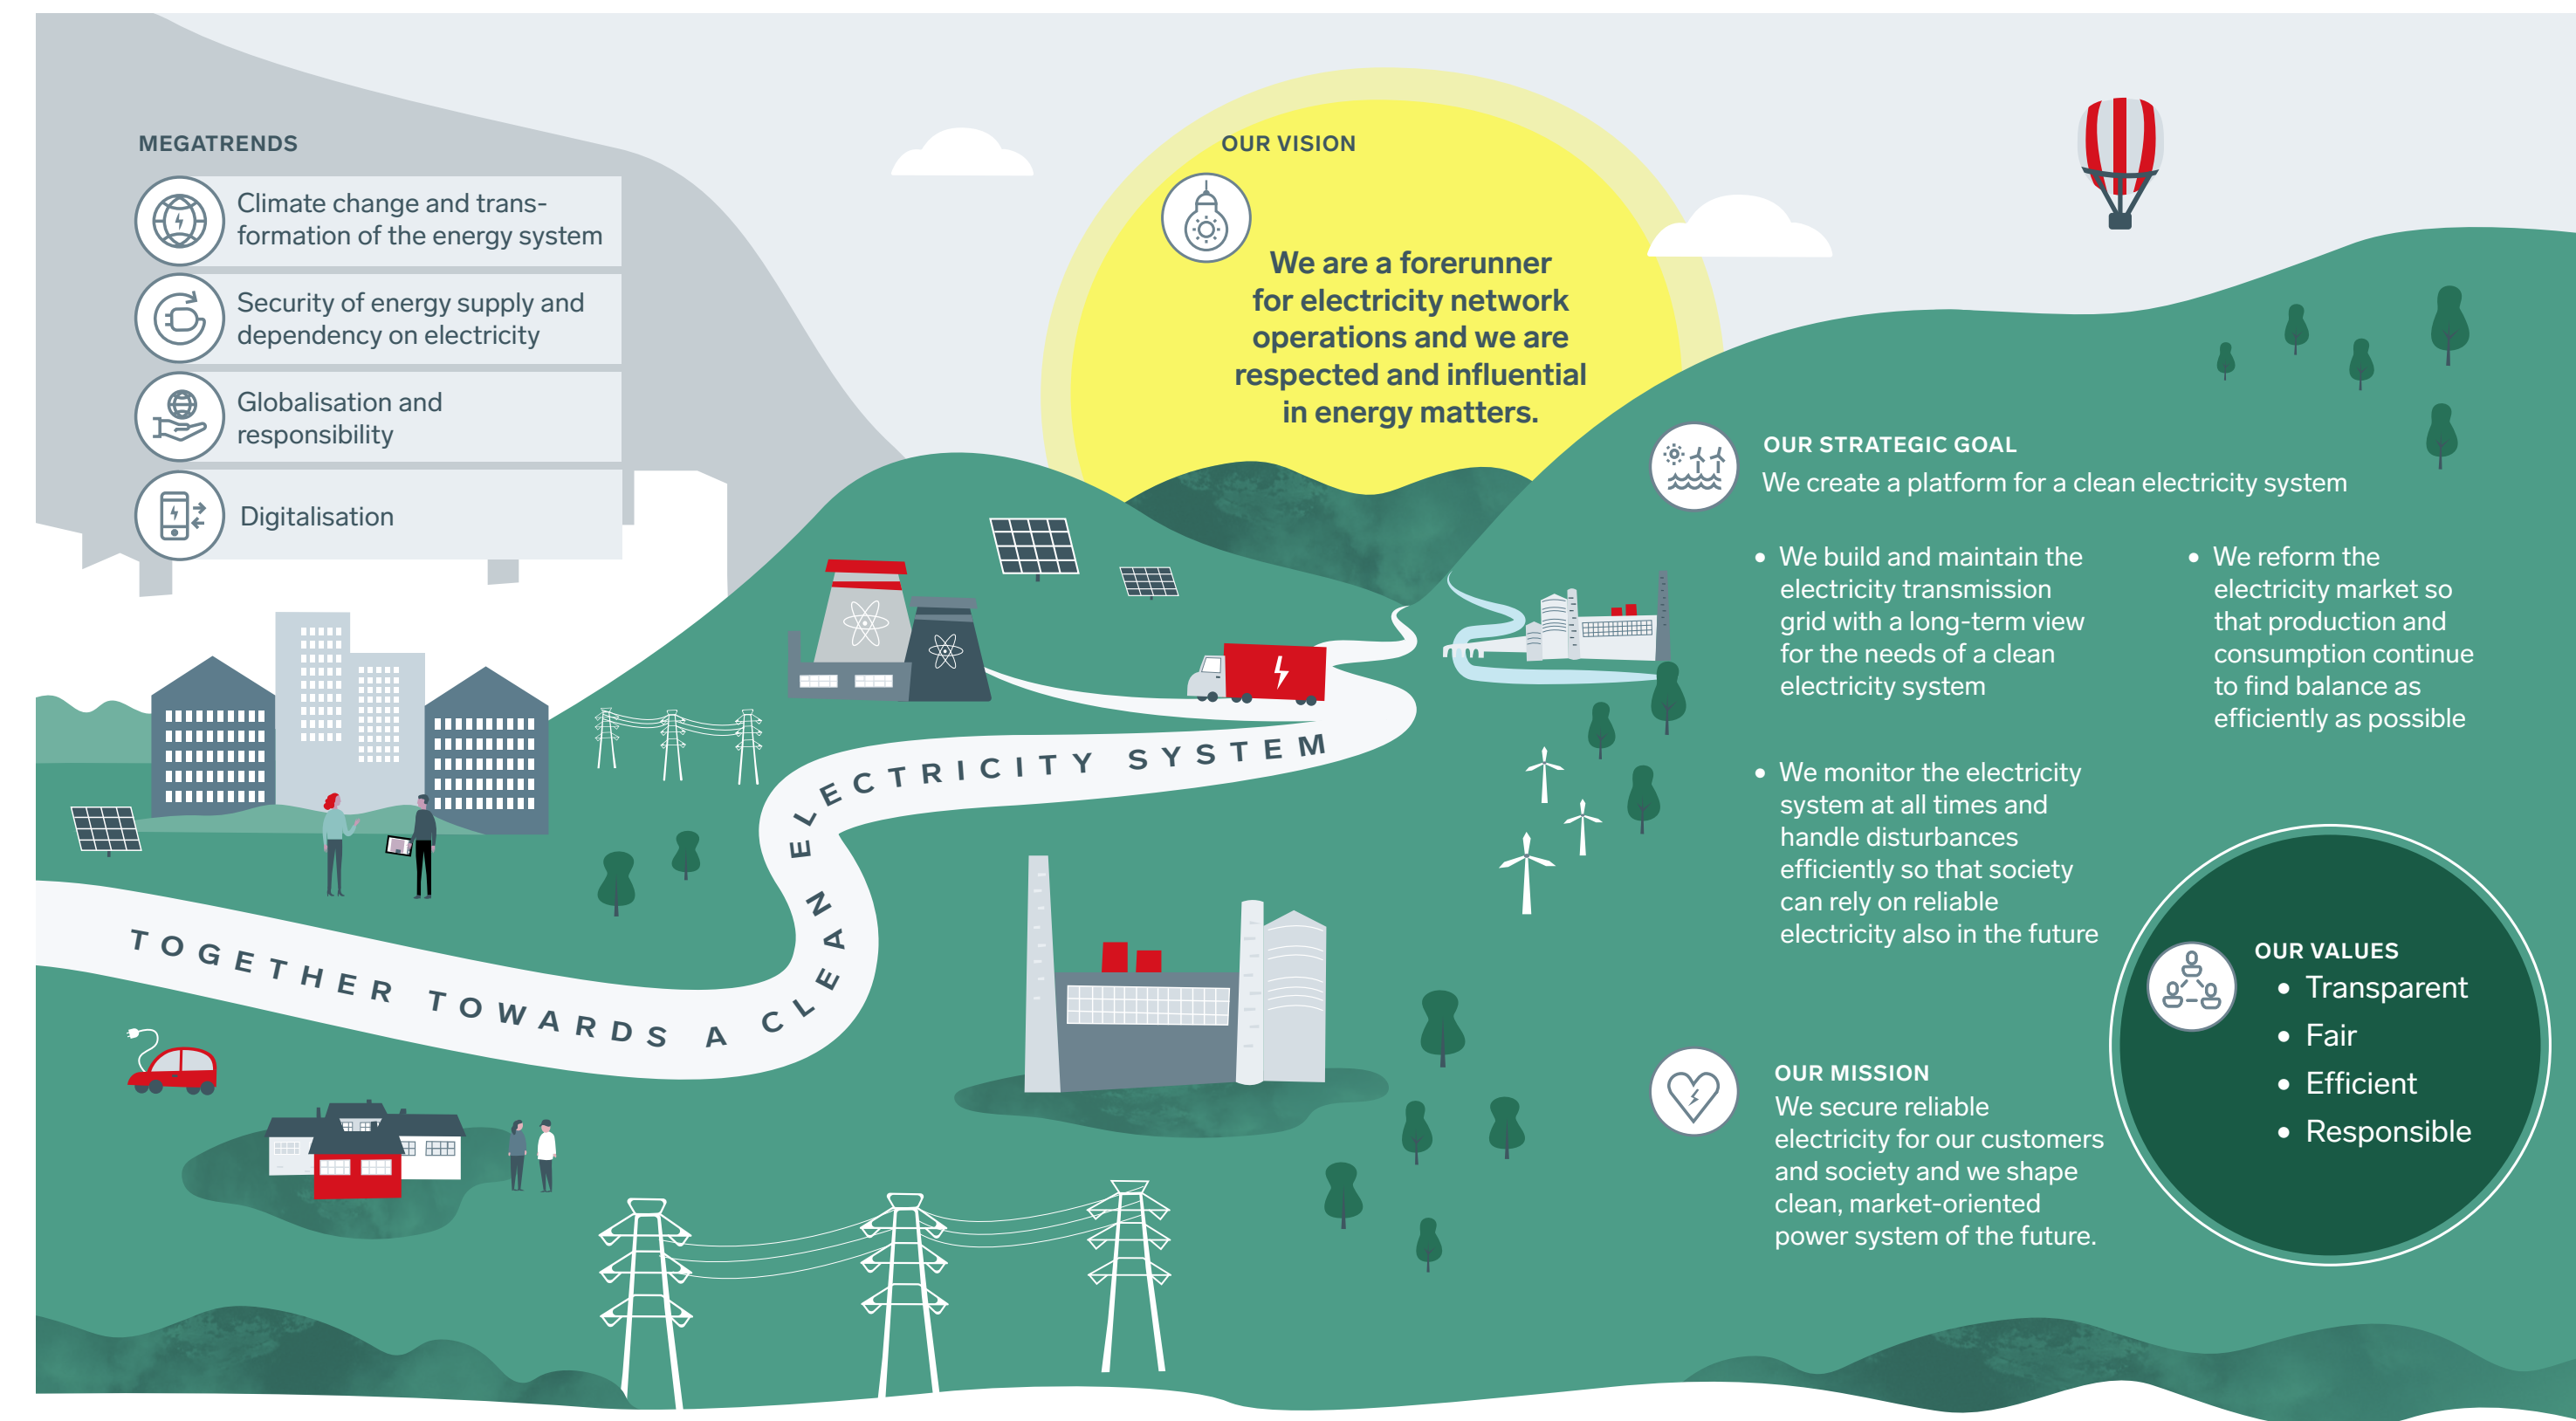 MEGATRENDS
Climate change and trans-
formation of the energy system
Security of energy supply and
dependency on electricity
Globalisation and
responsibility
Digitalisation
OUR VISION
We are a forerunner
for electricity network
operations and we are
respected and influential
in energy matters.
OUR STRATEGIC GOAL
We create a platform for a clean electricity system
We build and maintain the
electricity transmission
grid with a long-term view
for the needs of a clean
electricity system
We monitor the electricity
system at all times and
handle disturbances
efficiently so that society
can rely on reliable
electricity also in the future
We reform the
electricity market so
that production and
consumption continue
to find balance as
efficiently as possible
OUR MISSION
We secure reliable
electricity for our customers
and society and we shape
clean, market-oriented
power system of the future.
OUR VALUES
Transparent
Fair
Efficient
Responsible
TOGETHER TOWARDS A CLEAN ELECTRICITY SYSTEM